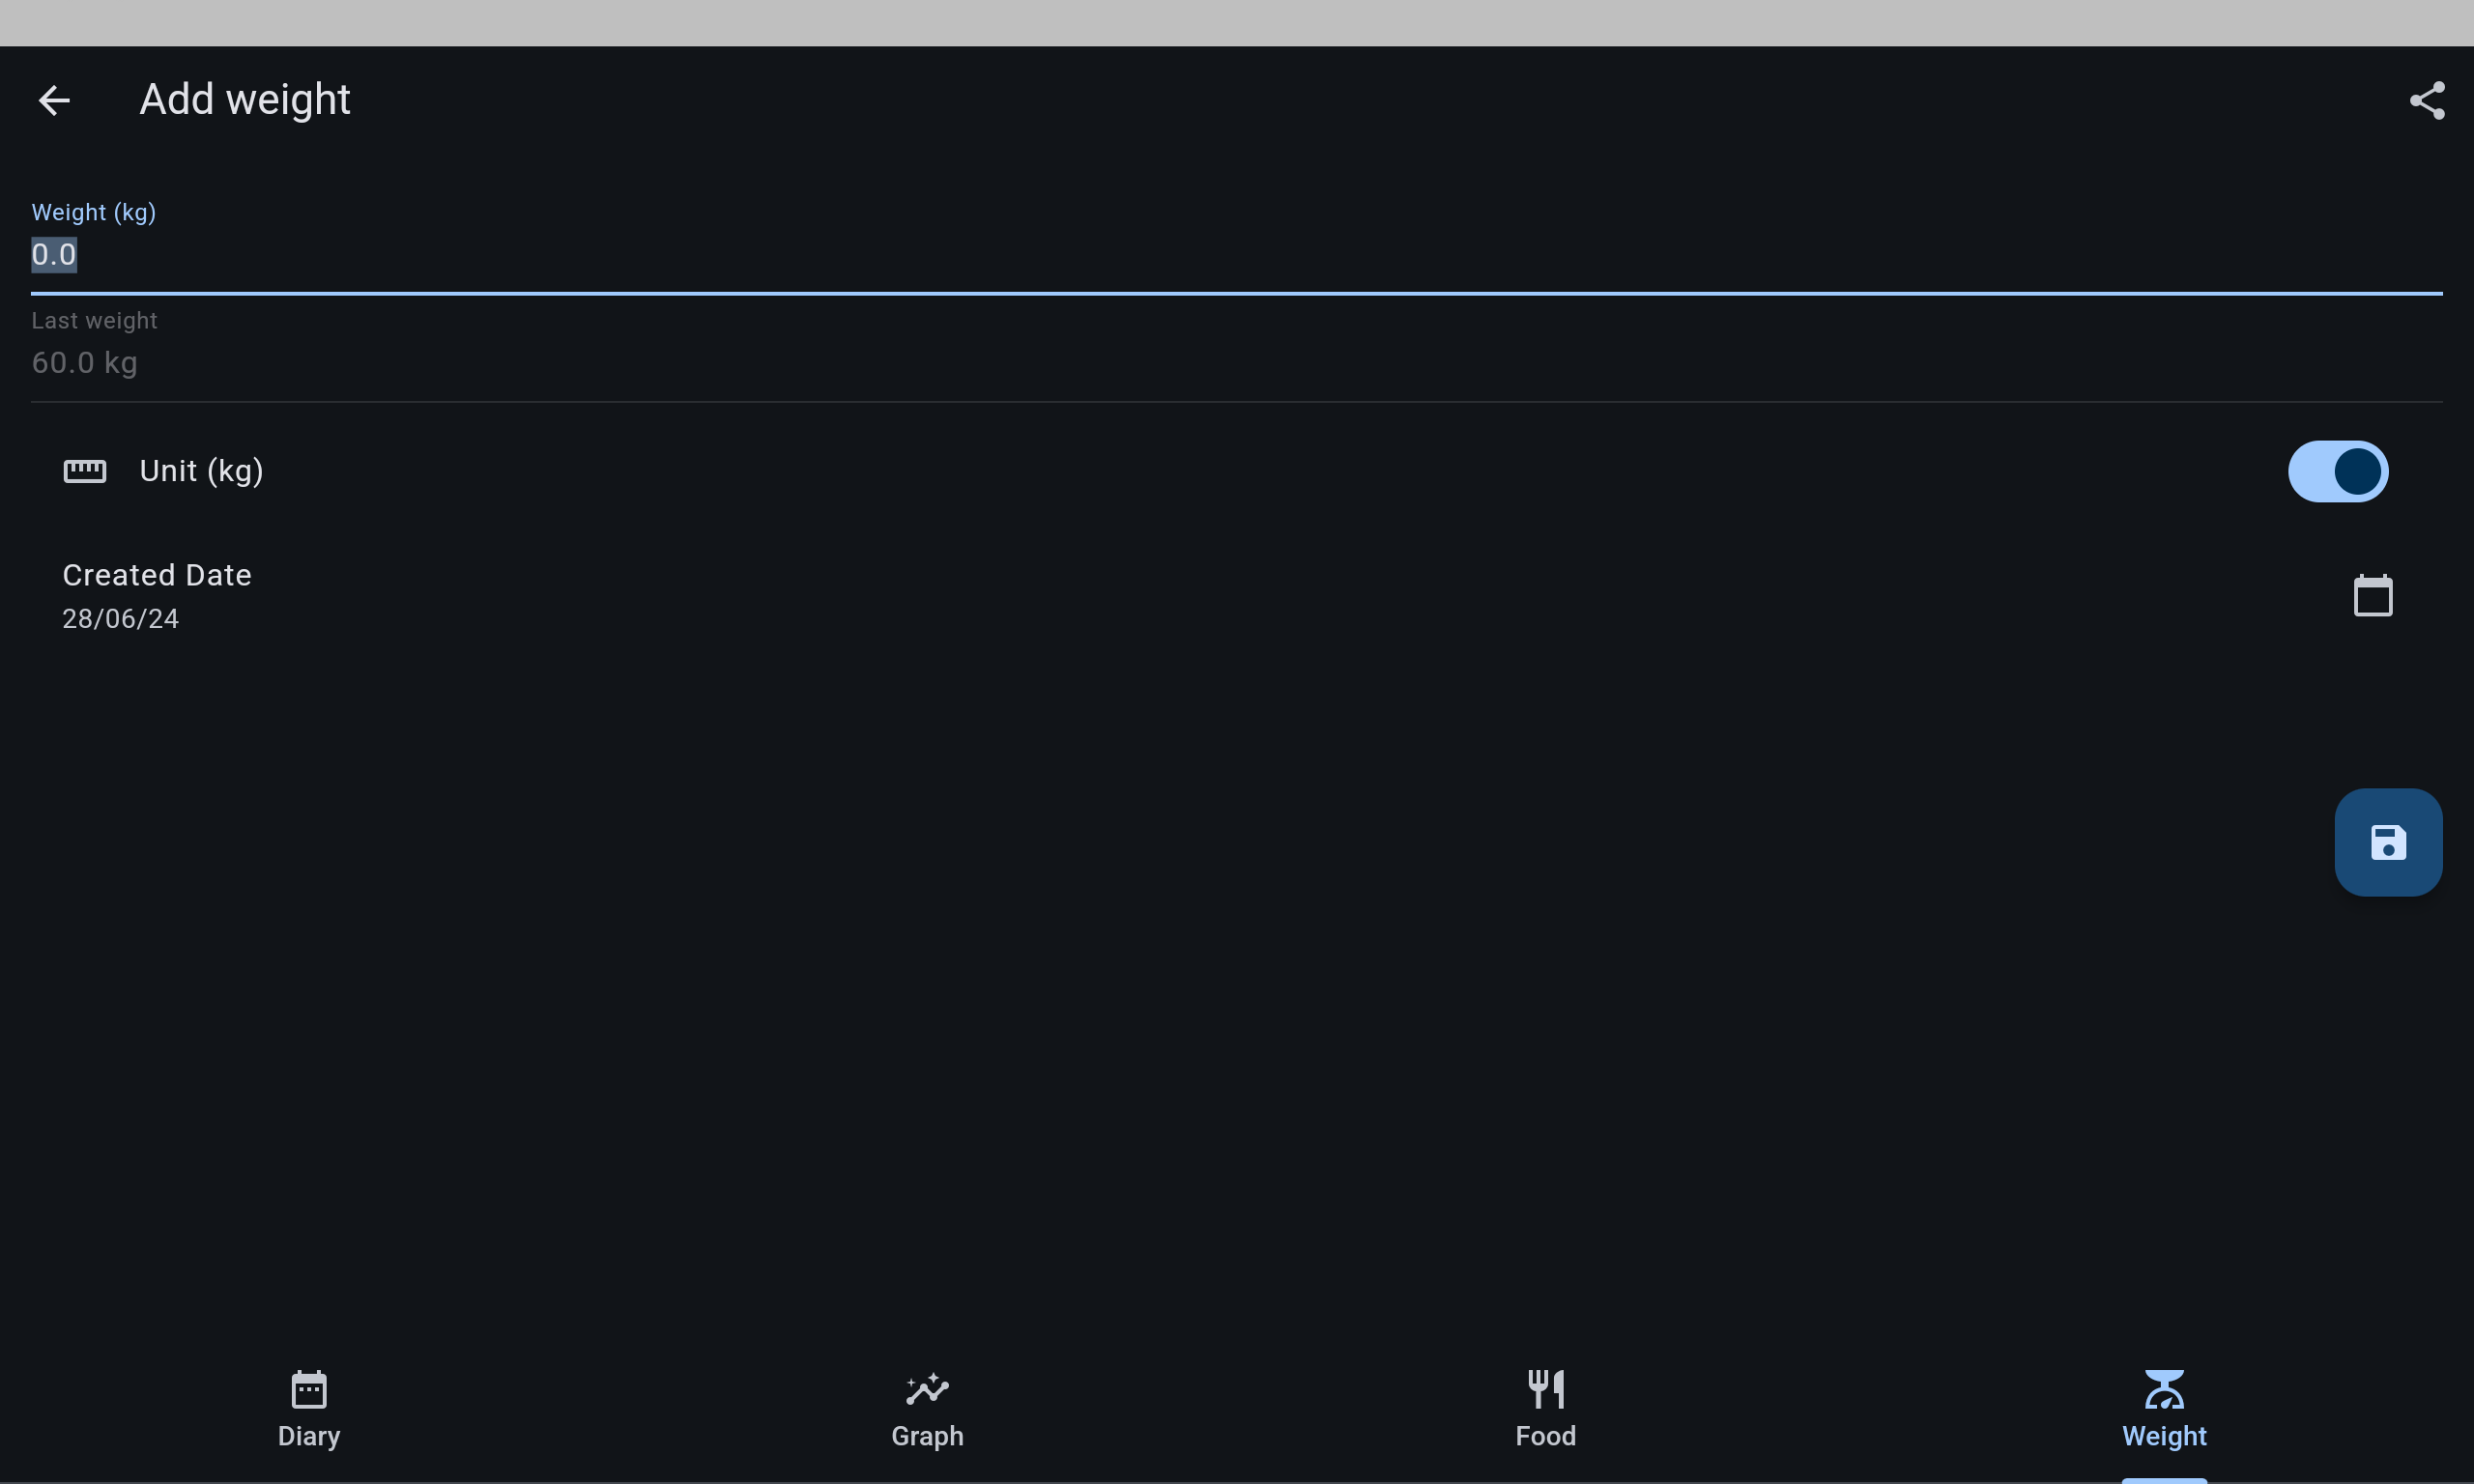 Add weight
Weight (kg)
0.0
Last weight
60.0 kg
Unit (kg)
Created Date
28/06/24
Diary
Graph
Food
Weight